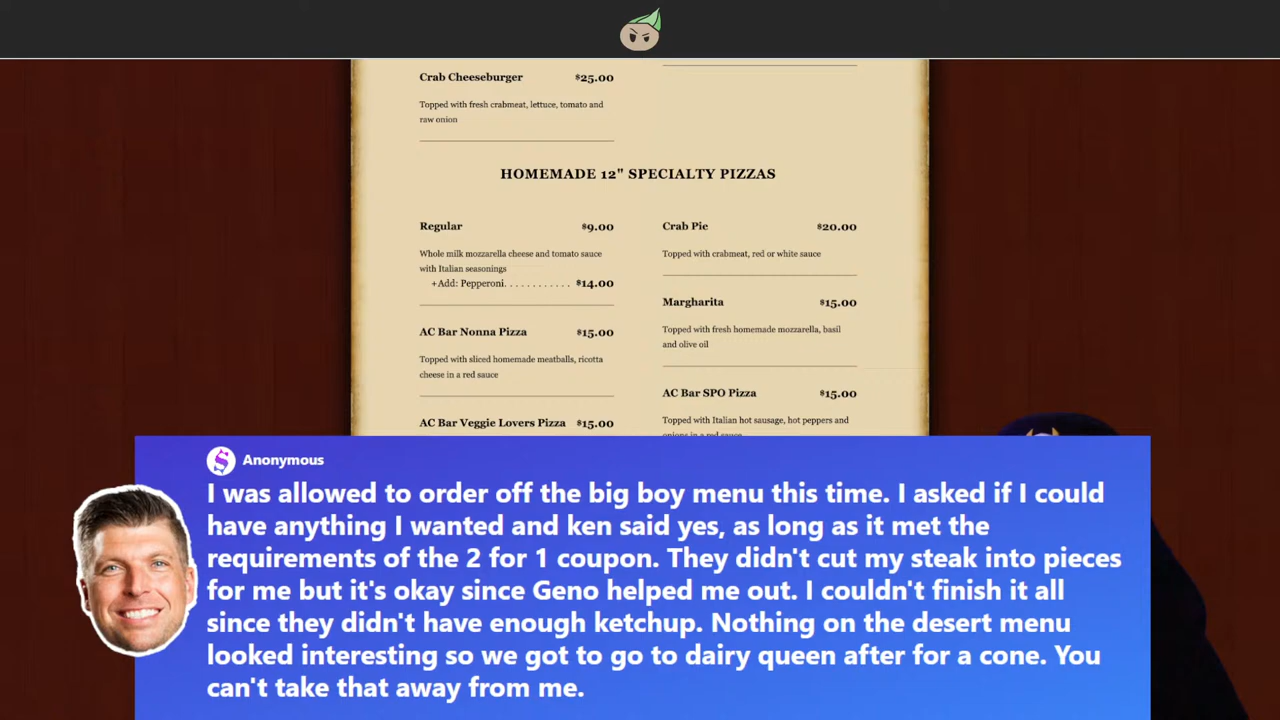 Crab Cheeseburger $25.00
Topped with fresh crabmeat, lettuce, tomato and
raw onion
HOMEMADE 12" SPECIALTY PIZZAS
Regular $9.00
Whole milk mozzarella cheese and tomato sauce
with Italian seasonings
+Add: Pepperoni. . . . . . . . . . . . $14.00
AC Bar Nonna Pizza $15.00
Topped with sliced homemade meatballs, ricotta
cheese in a red sauce
AC Bar Veggie Lovers Pizza $15.00
Crab Pie $20.00
Topped with crabmeat, red or white sauce
Margharita $15.00
Topped with fresh homemade mozzarella, basil
and olive oil
AC Bar SPO Pizza $15.00
Topped with Italian hot sausage, hot peppers and
onions in a red sauce
Anonymous
I was allowed to order off the big boy menu this time. I asked if I could
have anything I wanted and ken said yes, as long as it met the
requirements of the 2 for 1 coupon. They didn't cut my steak into pieces
for me but it's okay since Geno helped me out. I couldn't finish it all
since they didn't have enough ketchup. Nothing on the desert menu
looked interesting so we got to go to dairy queen after for a cone. You
can't take that away from me.